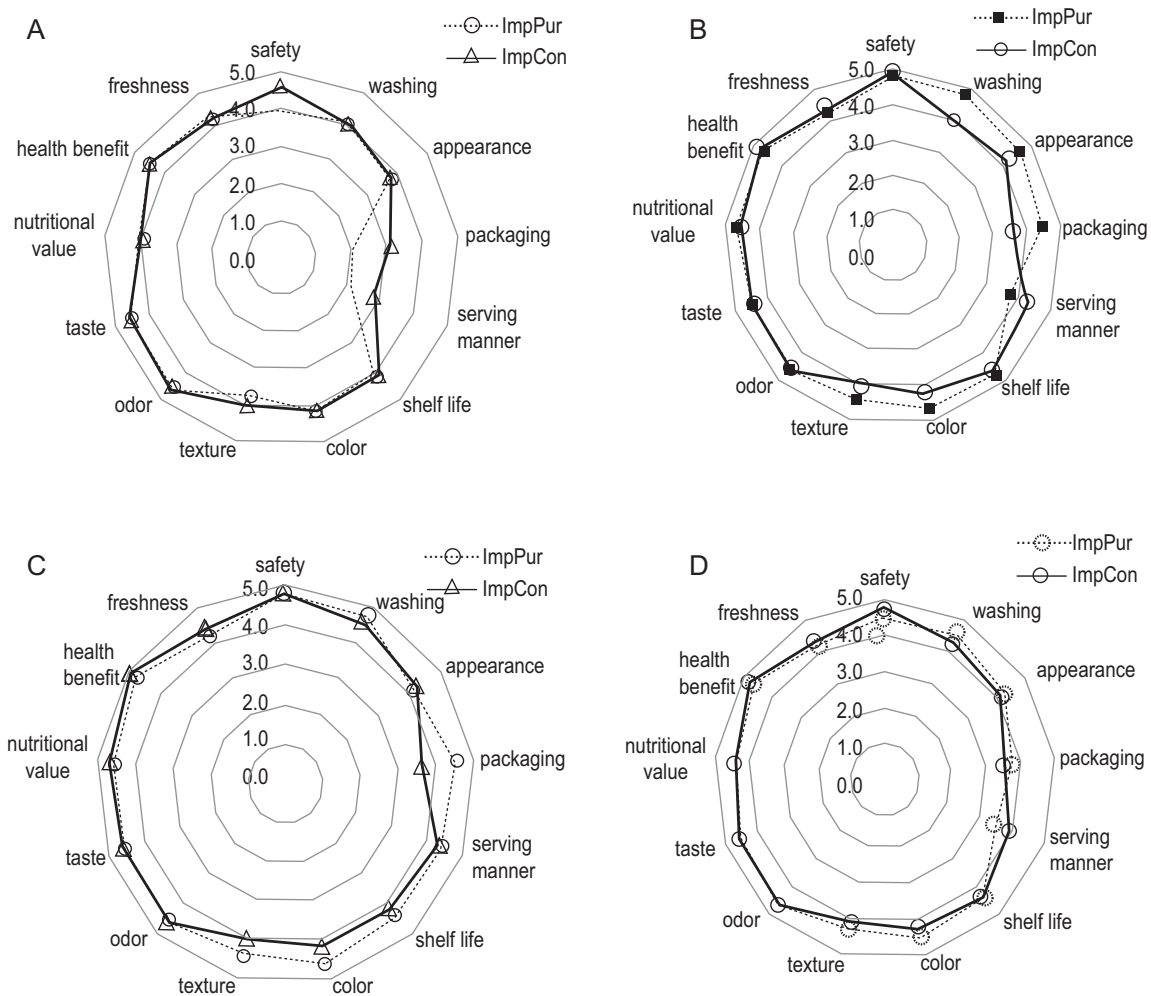 A
ImpPur
ImpCon
safety
washing
appearance
packaging
serving
manner
shelf life
color
texture
odor
taste
nutritional
value
health benefit
freshness
5.0
4.0
3.0
2.0
1.0
0.0
B
ImpPur
ImpCon
safety
washing
appearance
packaging
serving
manner
shelf life
color
texture
odor
taste
nutritional
value
health
benefit
freshness
5.0
4.0
3.0
2.0
1.0
0.0
C
ImpPur
ImpCon
safety
washing
appearance
packaging
serving
manner
shelf life
color
texture
odor
taste
nutritional
value
health
benefit
freshness
5.0
4.0
3.0
2.0
1.0
0.0
D
ImpPur
ImpCon
safety
washing
appearance
packaging
serving
manner
shelf life
color
texture
odor
taste
nutritional
value
health
benefit
freshness
5.0
4.0
3.0
2.0
1.0
0.0